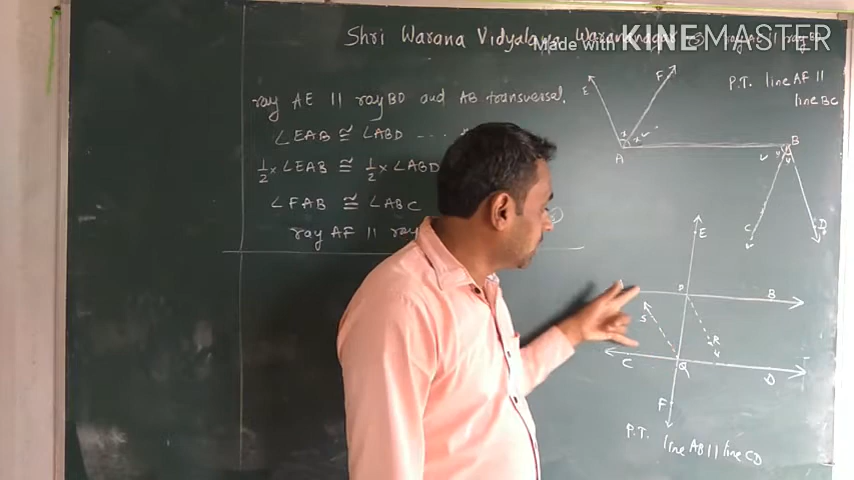 Shri Warana Vidyalaya Warananagar
Made with KINEMASTER
ray AE || ray BD and AB transversal.
∠EAB ≅ ∠ABD ....
½ × ∠EAB ≅ ½ × ∠ABD
∠FAB ≅ ∠ABC
ray AF || ray
P.T. line AF ||
line BC
E
F
x
x
A
B
C
D
E
P
B
S
R
C
Q
D
F
P.T. line AB || line CD